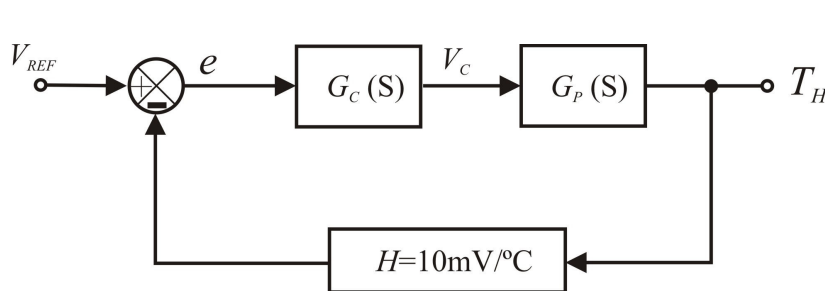 V_REF
+
e
G_C (S)
V_C
G_P (S)
T_H
H=10mV/ºC